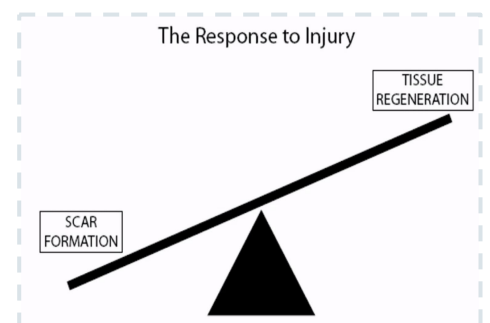 The Response to Injury
TISSUE
REGENERATION
SCAR
FORMATION